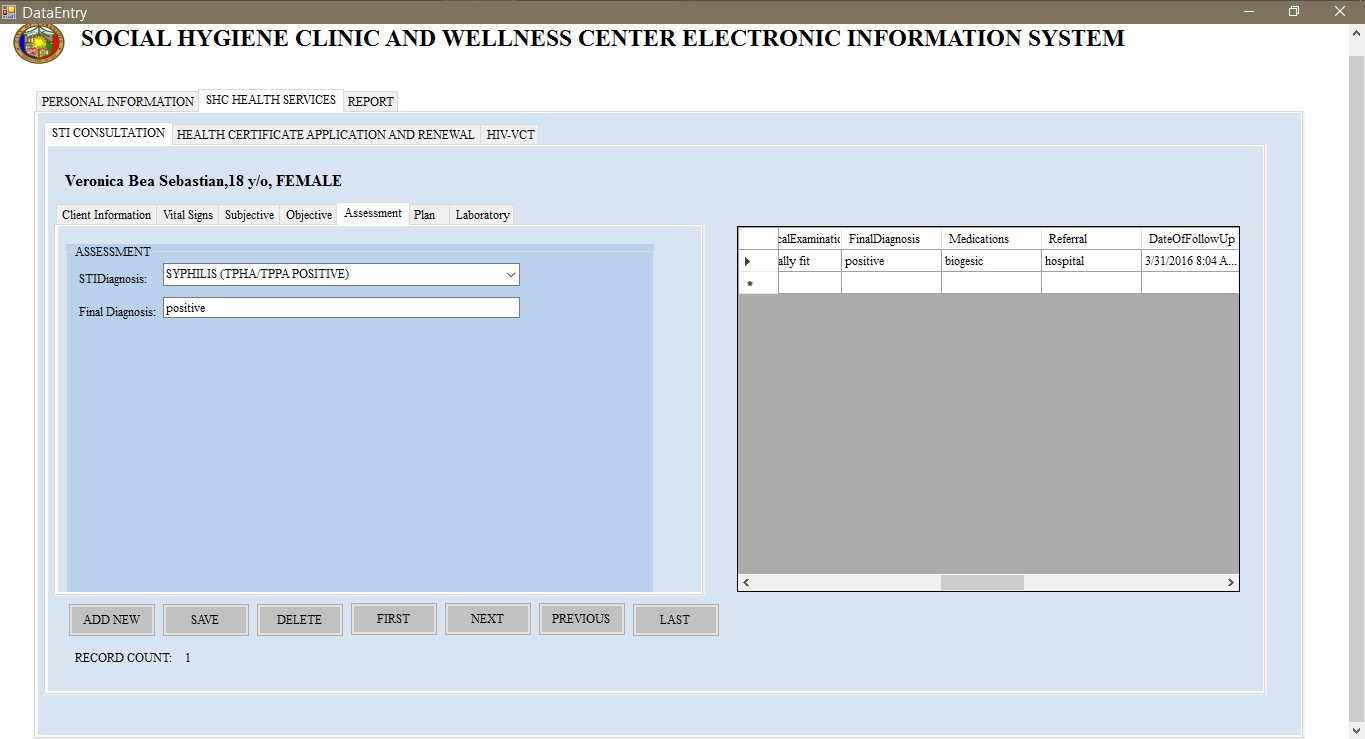 DataEntry
SOCIAL HYGIENE CLINIC AND WELLNESS CENTER ELECTRONIC INFORMATION SYSTEM
PERSONAL INFORMATION SHC HEALTH SERVICES REPORT
STI CONSULTATION HEALTH CERTIFICATE APPLICATION AND RENEWAL HIV-VCT
Veronica Bea Sebastian,18 y/o, FEMALE
Client Information Vital Signs Subjective Objective Assessment Plan Laboratory
ASSESSMENT
STIDiagnosis: SYPHILIS (TPHA/TPPA POSITIVE)
Final Diagnosis: positive
calExaminatic FinalDiagnosis Medications Referral DateOfFollowUp
ally fit positive biogesic hospital 3/31/2016 8:04 A...
*
ADD NEW SAVE DELETE FIRST NEXT PREVIOUS LAST
RECORD COUNT: 1